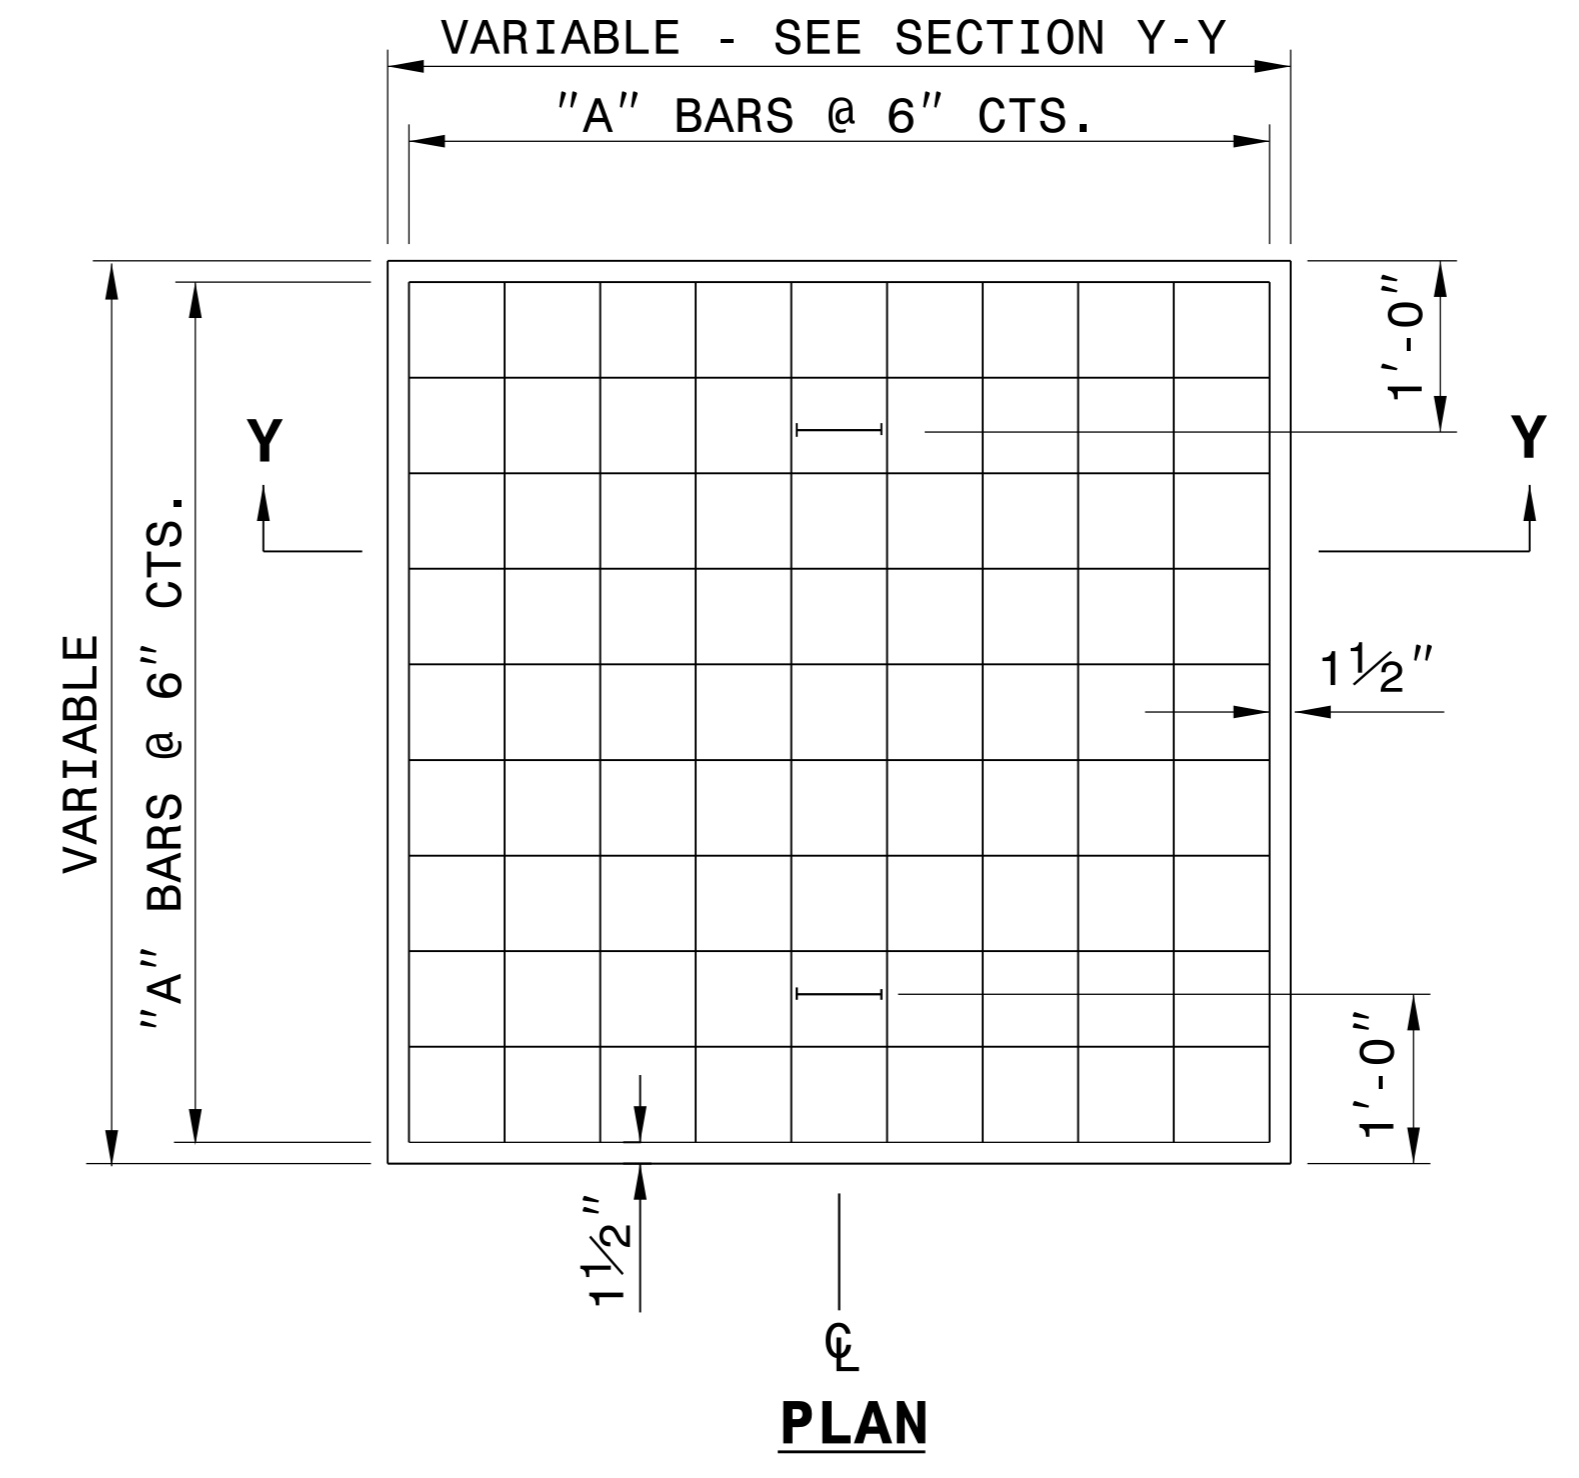 VARIABLE - SEE SECTION Y-Y
"A" BARS @ 6" CTS.
1'-0"
Y
Y
VARIABLE
"A" BARS @ 6" CTS.
1½"
1'-0"
1½"
℄
PLAN